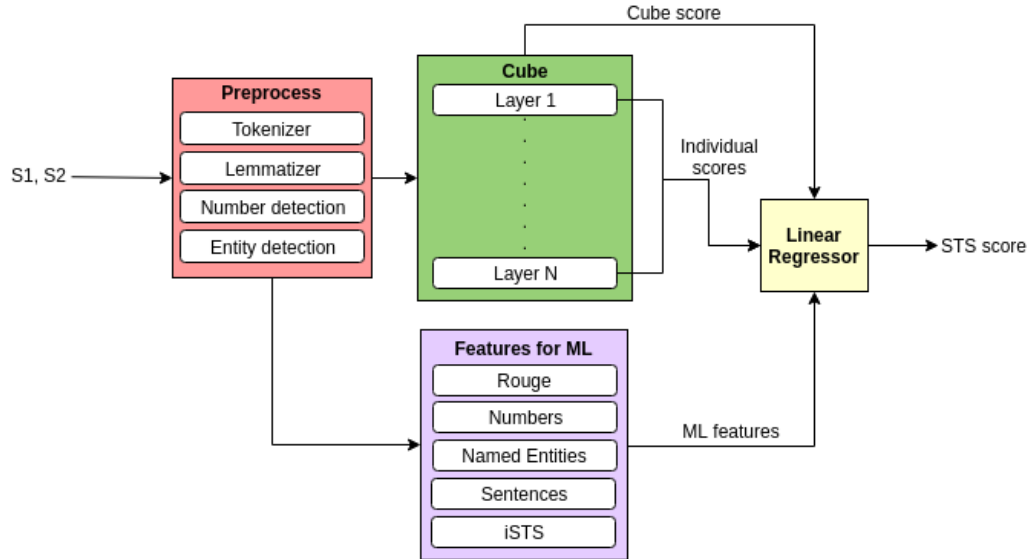 Cube score
Cube
Preprocess
Layer 1
Tokenizer
Individual
scores
Lemmatizer
S1, S2
Number detection
Linear
Regressor
STS score
Entity detection
Layer N
Features for ML
Rouge
Numbers
ML features
Named Entities
Sentences
iSTS